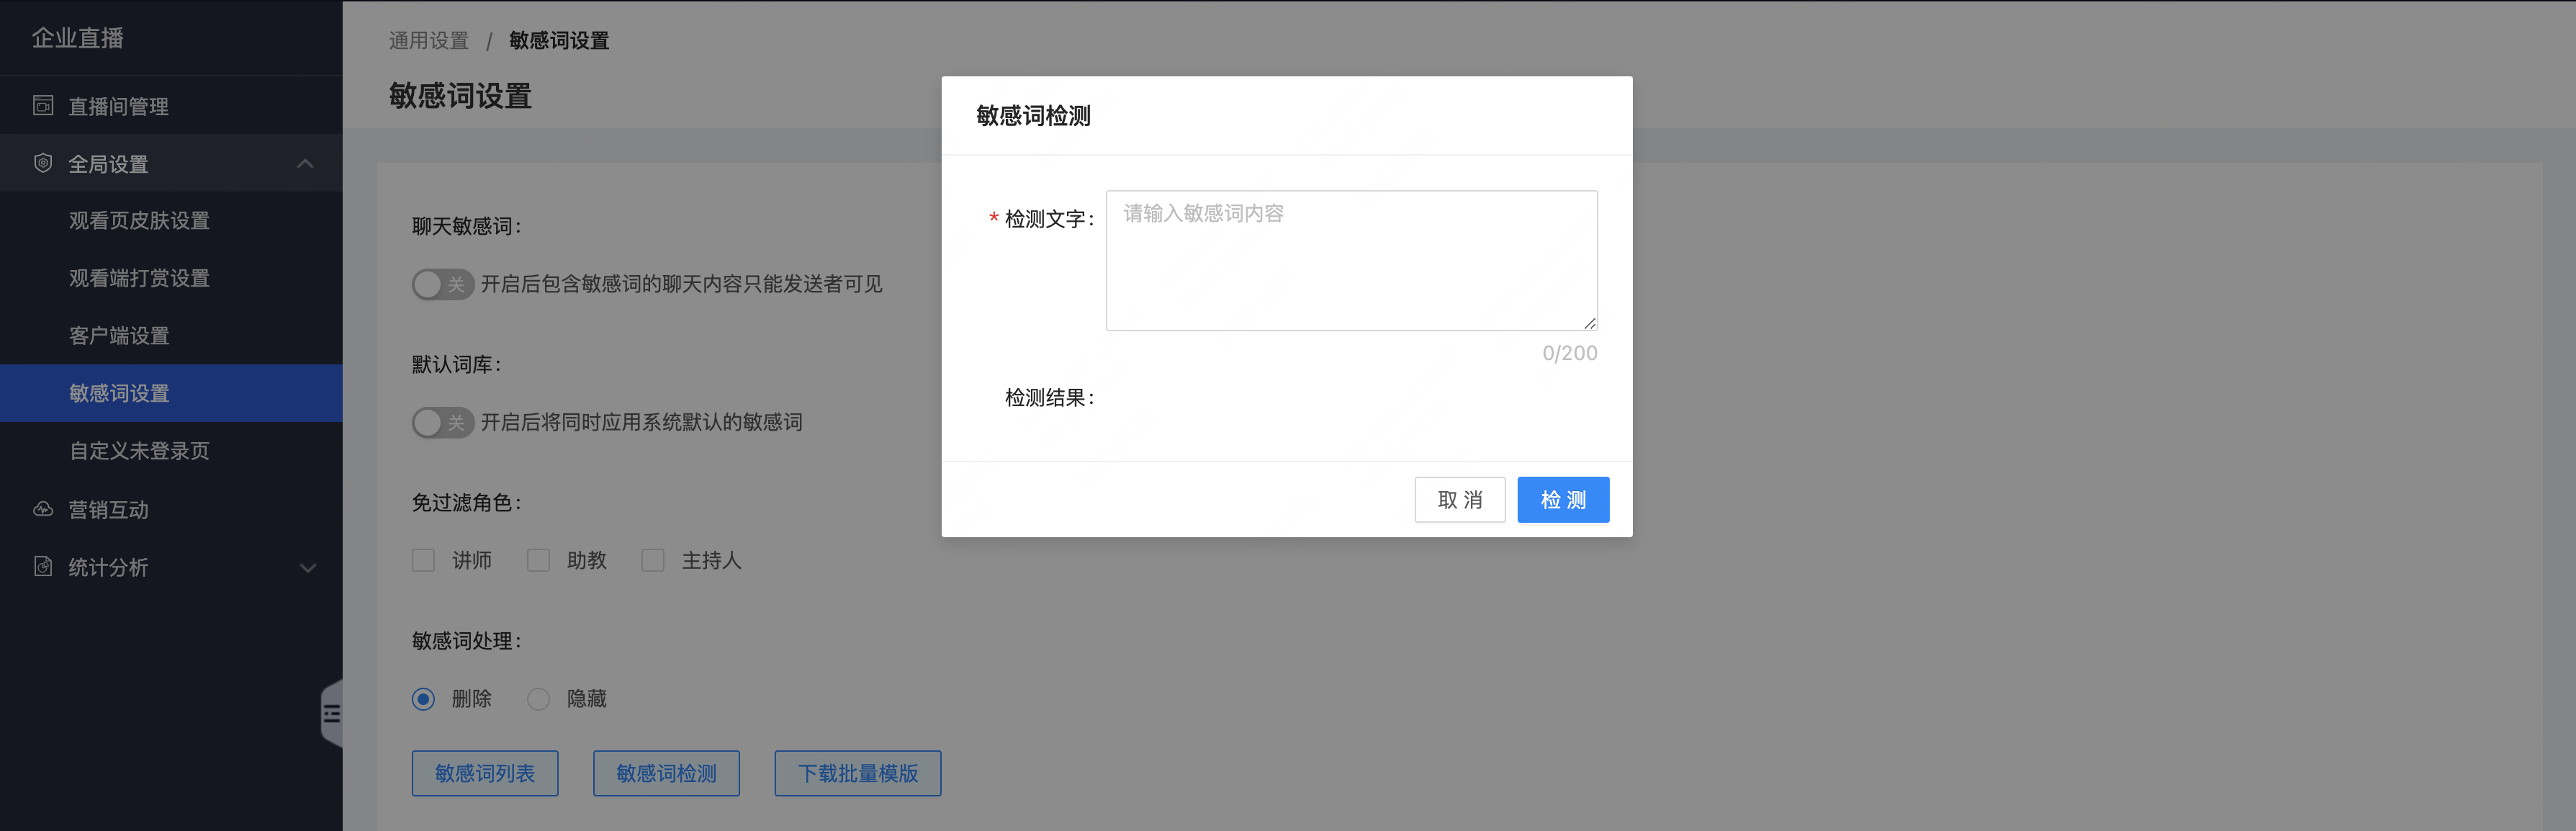 企业直播
直播间管理
全局设置
观看页皮肤设置
观看端打赏设置
客户端设置
敏感词设置
自定义未登录页
营销互动
统计分析
通用设置 / 敏感词设置
敏感词设置
聊天敏感词：
关 开启后包含敏感词的聊天内容只能发送者可见
默认词库：
关 开启后将同时应用系统默认的敏感词
免过滤角色：
讲师 助教 主持人
敏感词处理：
删除 隐藏
敏感词列表 敏感词检测 下载批量模版
敏感词检测
* 检测文字：
请输入敏感词内容
0/200
检测结果：
取 消 检 测